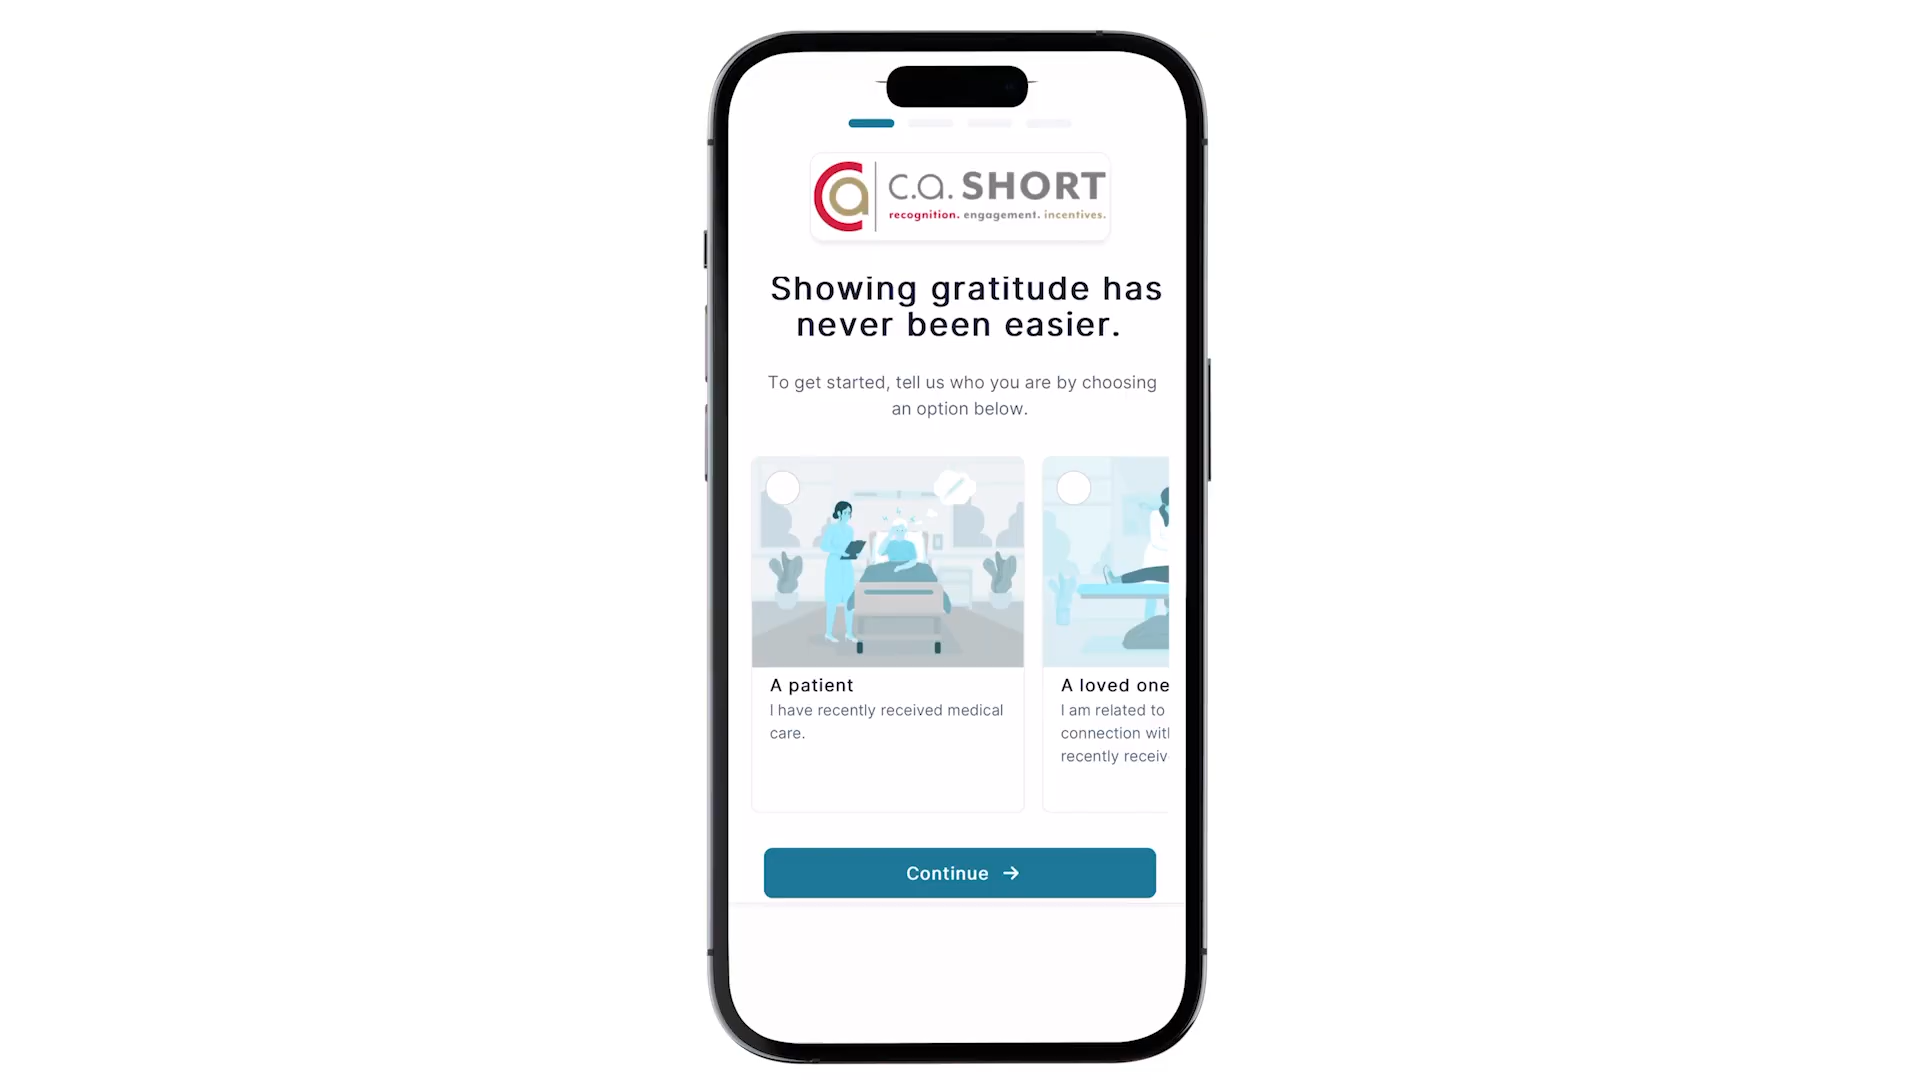 c.a. SHORT
recognition. engagement. incentives.
Showing gratitude has
never been easier.
To get started, tell us who you are by choosing
an option below.
A patient
I have recently received medical
care.
A loved one
I am related to
connection with
recently receiv
Continue →